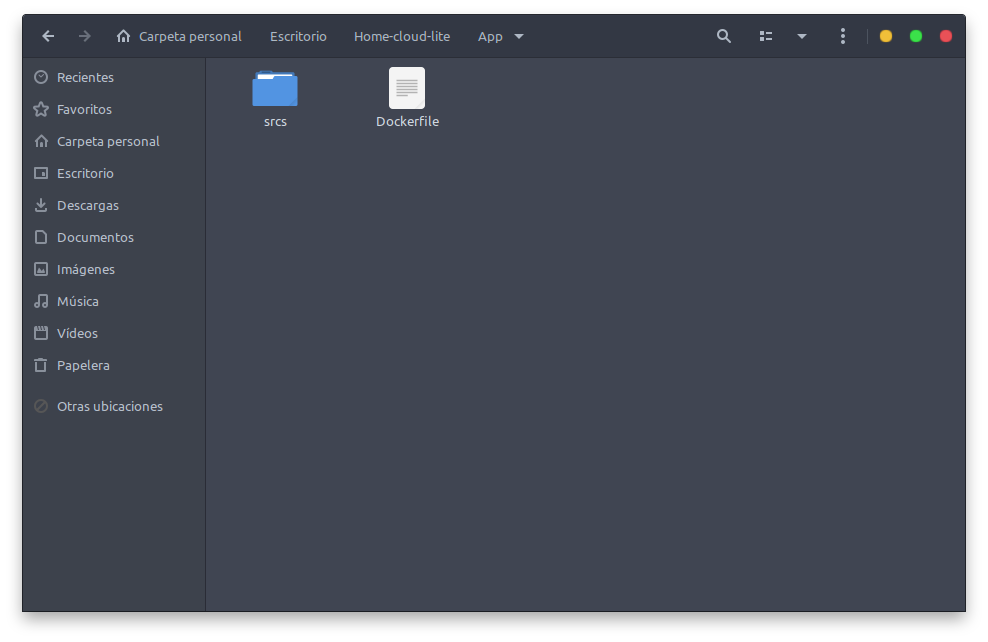 Carpeta personal Escritorio Home-cloud-lite App
Recientes
Favoritos
Carpeta personal
Escritorio
Descargas
Documentos
Imágenes
Música
Vídeos
Papelera
Otras ubicaciones
srcs Dockerfile